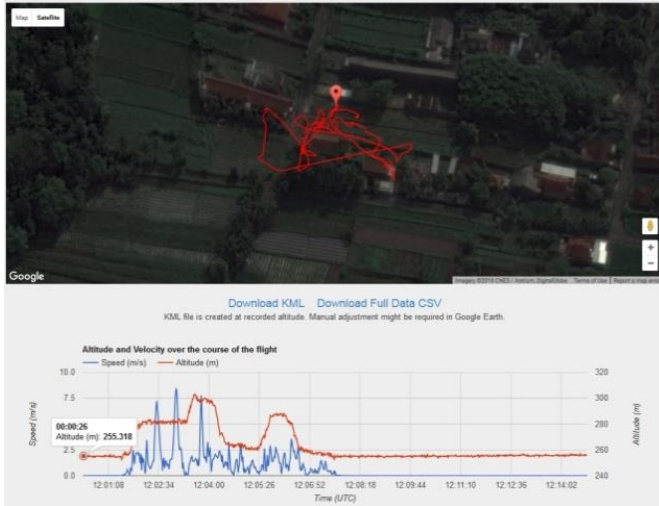 Map Satellite
Google
Imagery ©2016 CNES / Astrium, DigitalGlobe Terms of Use Report a map error
Download KML Download Full Data CSV
KML file is created at recorded altitude. Manual adjustment might be required in Google Earth.
Altitude and Velocity over the course of the flight
Speed (m/s) Altitude (m)
10.0 320
7.5 300
5.0 280
2.5 260
0.0 240
Speed (m/s)
Altitude (m)
00:00:26
Altitude (m): 255.318
12:01:08 12:02:34 12:04:00 12:05:26 12:06:52 12:08:18 12:09:44 12:11:10 12:12:36 12:14:02
Time (UTC)